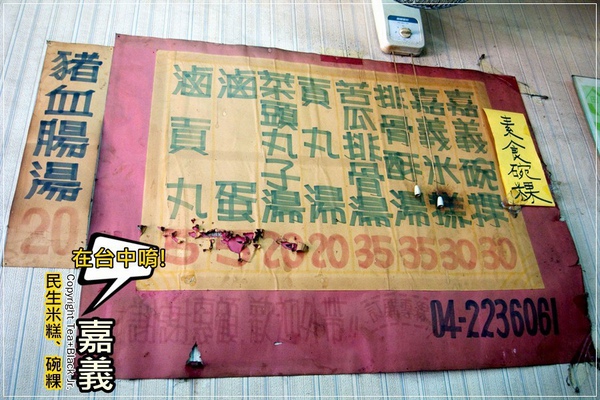 嘉義碗粿 30
嘉義米糕 30
排骨酥湯 35
苦瓜排骨湯 35
貢丸湯 20
菜頭丸子湯 20
滷蛋
滷貢丸
素食碗粿
豬血腸湯 20
04-2236061
在台中唷!
嘉義
Copyright:Tea+Black Jr.
民生米糕、碗粿